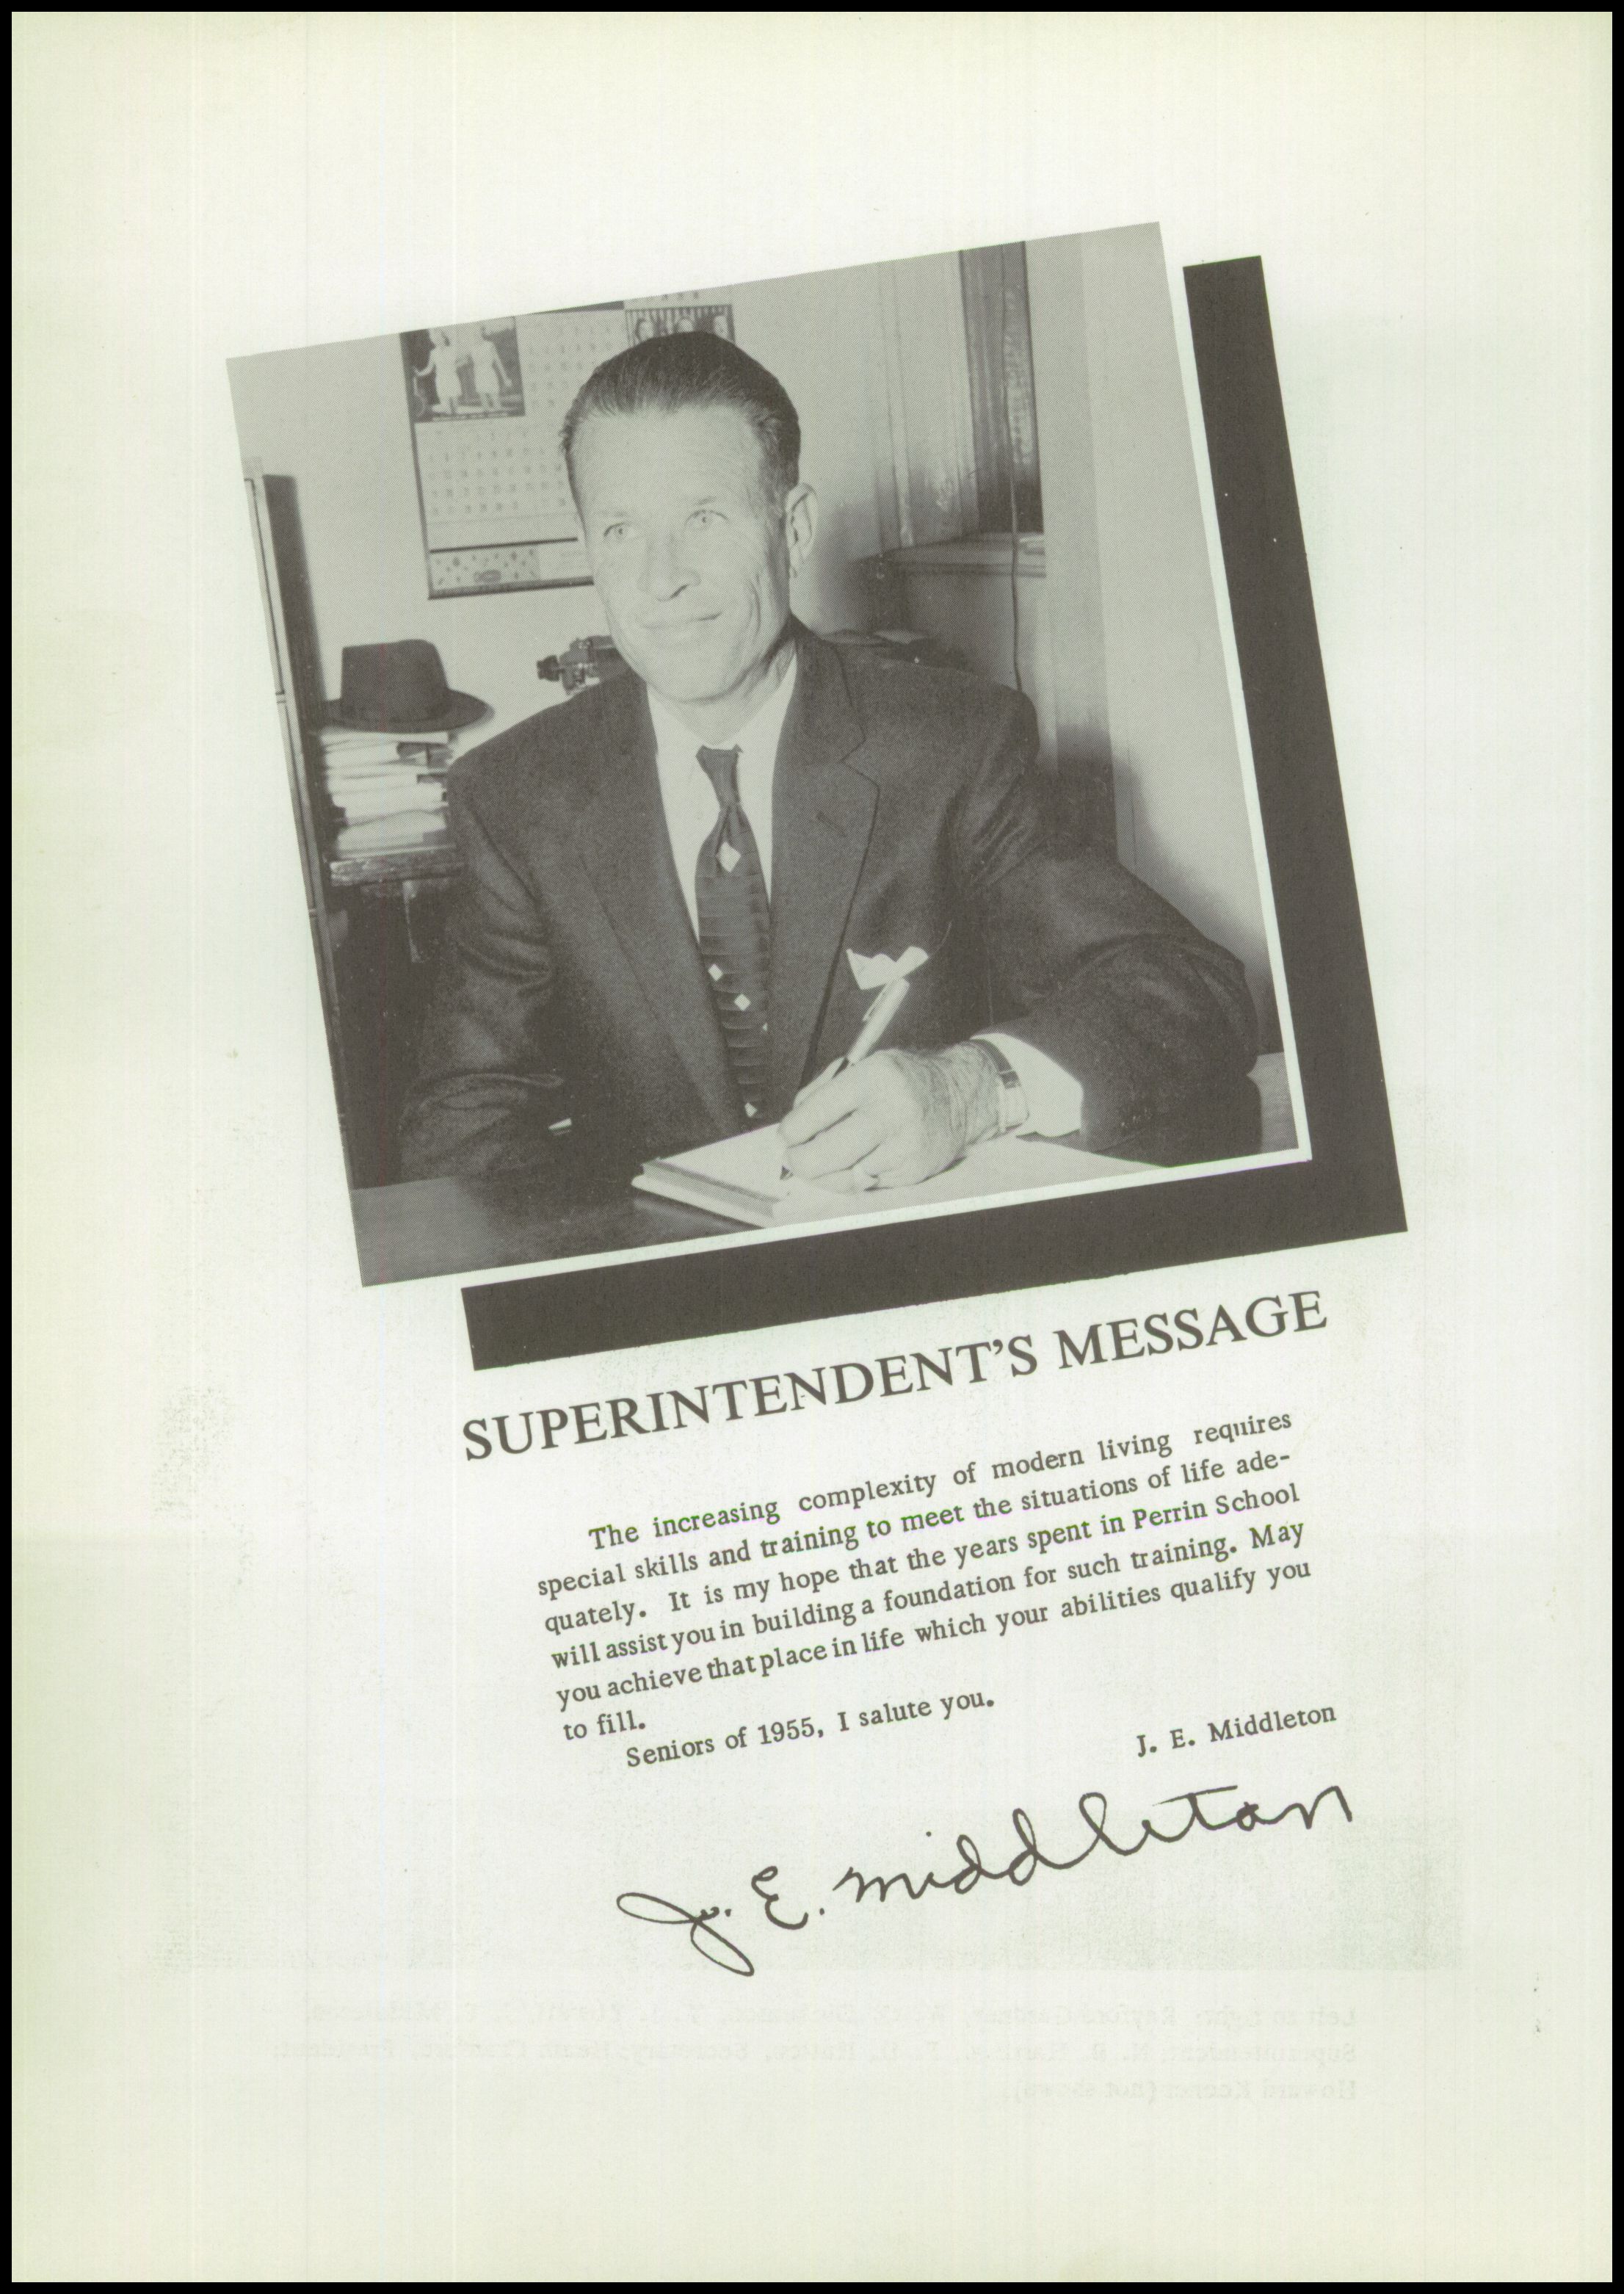 SUPERINTENDENT'S MESSAGE
The increasing complexity of modern living requires
special skills and training to meet the situations of life ade-
quately. It is my hope that the years spent in Perrin School
will assist you in building a foundation for such training. May
you achieve that place in life which your abilities qualify you
to fill.
Seniors of 1955, I salute you.
J. E. Middleton
J. E. Middleton